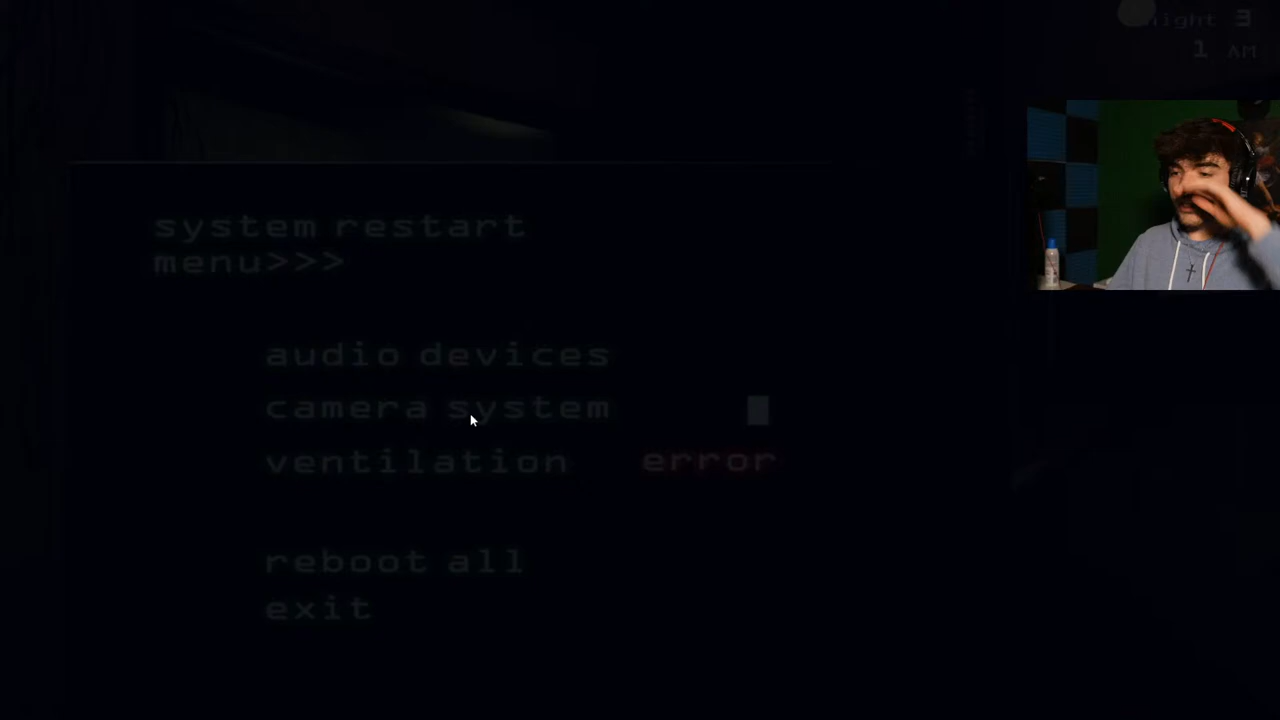 Night 3
1 AM
system restart
menu>>>
audio devices
camera system
ventilation error
reboot all
exit